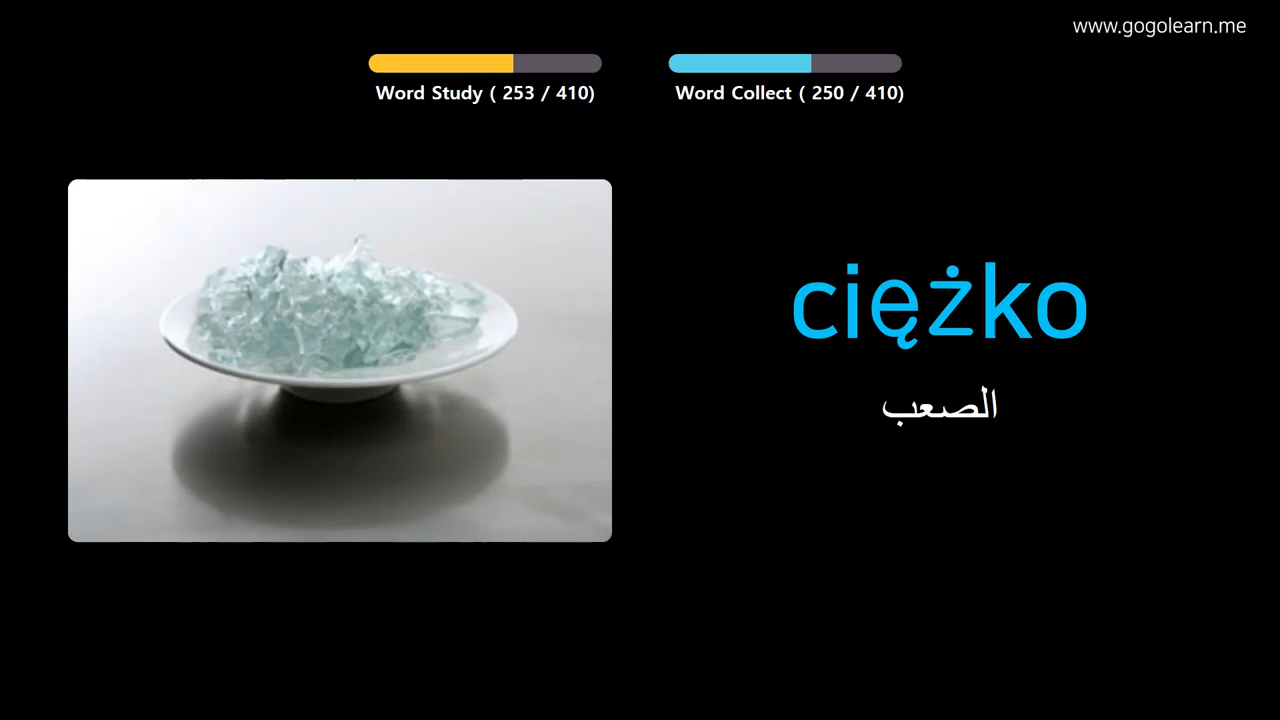 www.gogolearn.me
Word Study ( 253 / 410)
Word Collect ( 250 / 410)
ciężko
الصعب